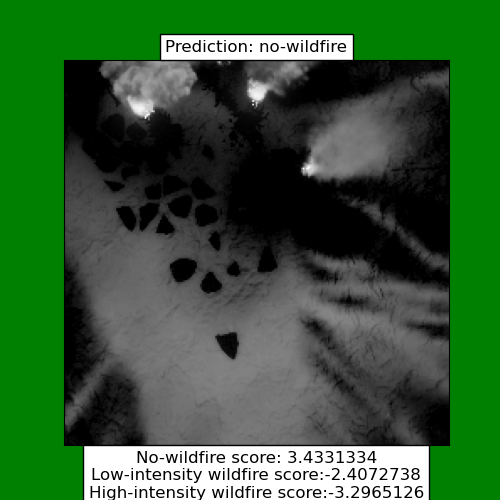 Prediction: no-wildfire
No-wildfire score: 3.4331334
Low-intensity wildfire score:-2.4072738
High-intensity wildfire score:-3.2965126